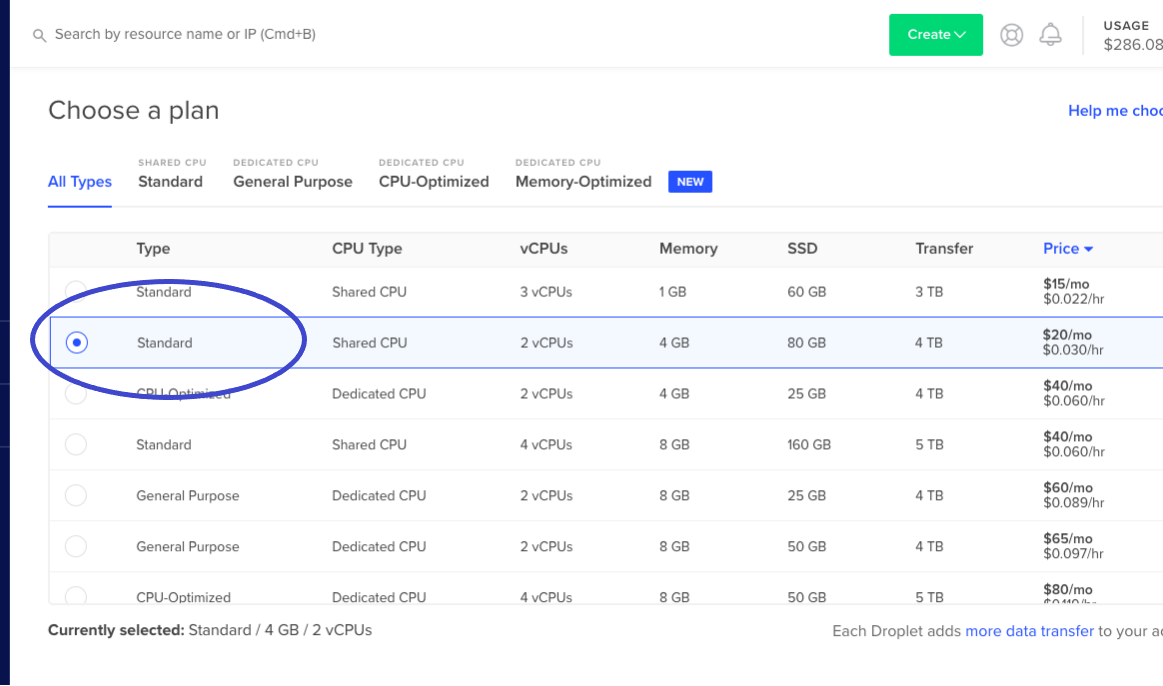 Search by resource name or IP (Cmd+B)
Create
USAGE
$286.08
Choose a plan
Help me choo
All Types
SHARED CPU
Standard
DEDICATED CPU
General Purpose
DEDICATED CPU
CPU-Optimized
DEDICATED CPU
Memory-Optimized
NEW
Type CPU Type vCPUs Memory SSD Transfer Price
Standard Shared CPU 3 vCPUs 1 GB 60 GB 3 TB $15/mo
$0.022/hr
Standard Shared CPU 2 vCPUs 4 GB 80 GB 4 TB $20/mo
$0.030/hr
CPU-Optimized Dedicated CPU 2 vCPUs 4 GB 25 GB 4 TB $40/mo
$0.060/hr
Standard Shared CPU 4 vCPUs 8 GB 160 GB 5 TB $40/mo
$0.060/hr
General Purpose Dedicated CPU 2 vCPUs 8 GB 25 GB 4 TB $60/mo
$0.089/hr
General Purpose Dedicated CPU 2 vCPUs 8 GB 50 GB 4 TB $65/mo
$0.097/hr
CPU-Optimized Dedicated CPU 4 vCPUs 8 GB 50 GB 5 TB $80/mo
Currently selected: Standard / 4 GB / 2 vCPUs
Each Droplet adds more data transfer to your